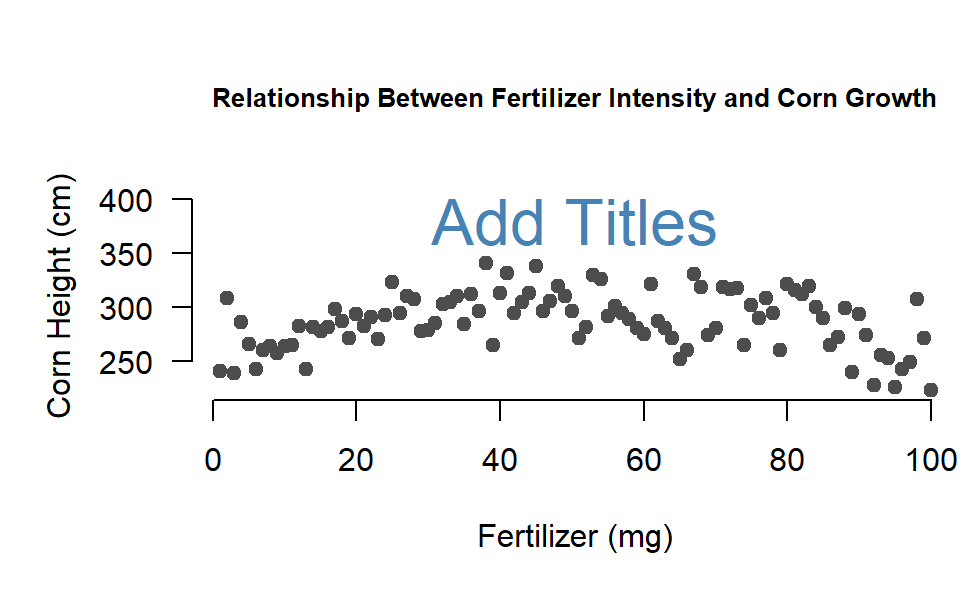 Relationship Between Fertilizer Intensity and Corn Growth
Add Titles
Corn Height (cm)
400
350
300
250
0 20 40 60 80 100
Fertilizer (mg)